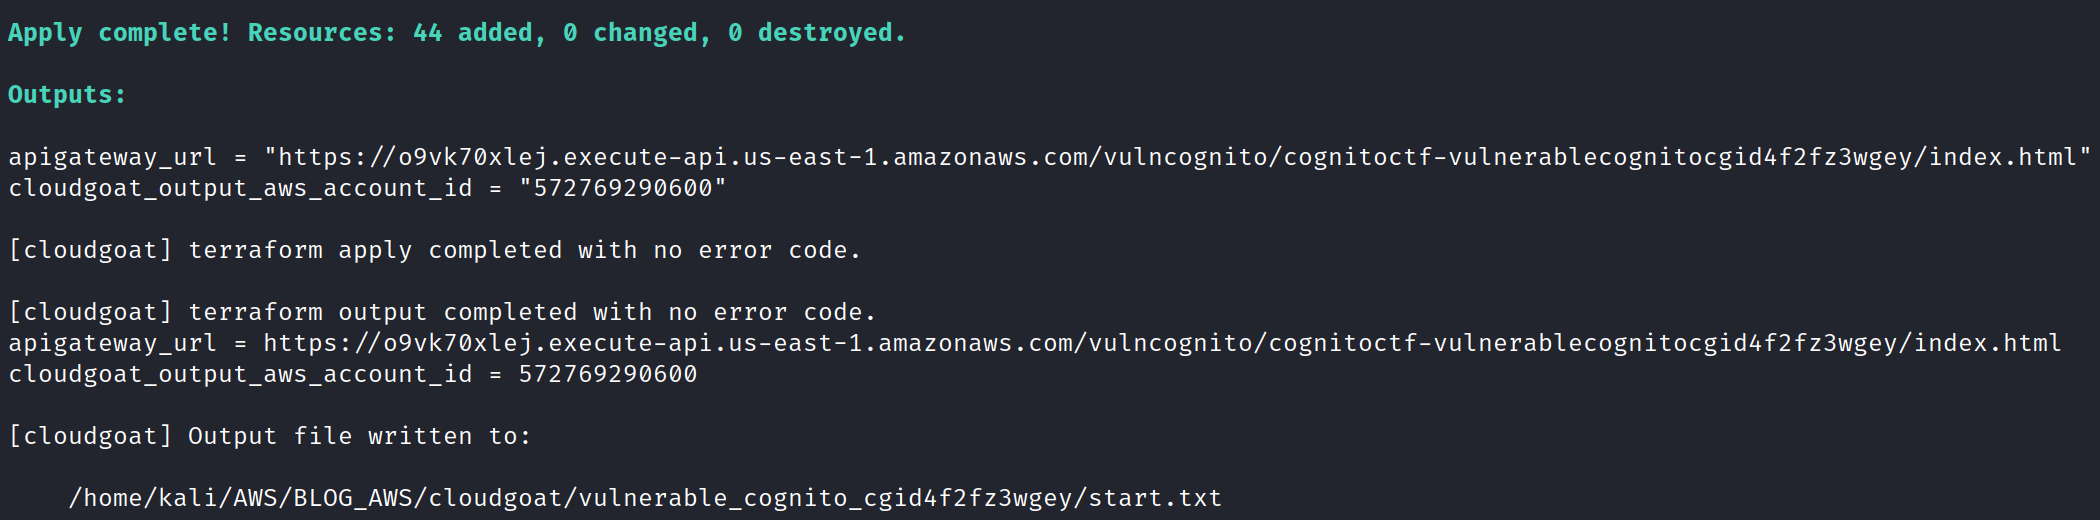 Apply complete! Resources: 44 added, 0 changed, 0 destroyed.
Outputs:
apigateway_url = "https://o9vk70xlej.execute-api.us-east-1.amazonaws.com/vulncognito/cognitoctf-vulnerablecognitocgid4f2fz3wgey/index.html"
cloudgoat_output_aws_account_id = "572769290600"
[cloudgoat] terraform apply completed with no error code.
[cloudgoat] terraform output completed with no error code.
apigateway_url = https://o9vk70xlej.execute-api.us-east-1.amazonaws.com/vulncognito/cognitoctf-vulnerablecognitocgid4f2fz3wgey/index.html
cloudgoat_output_aws_account_id = 572769290600
[cloudgoat] Output file written to:
/home/kali/AWS/BLOG_AWS/cloudgoat/vulnerable_cognito_cgid4f2fz3wgey/start.txt